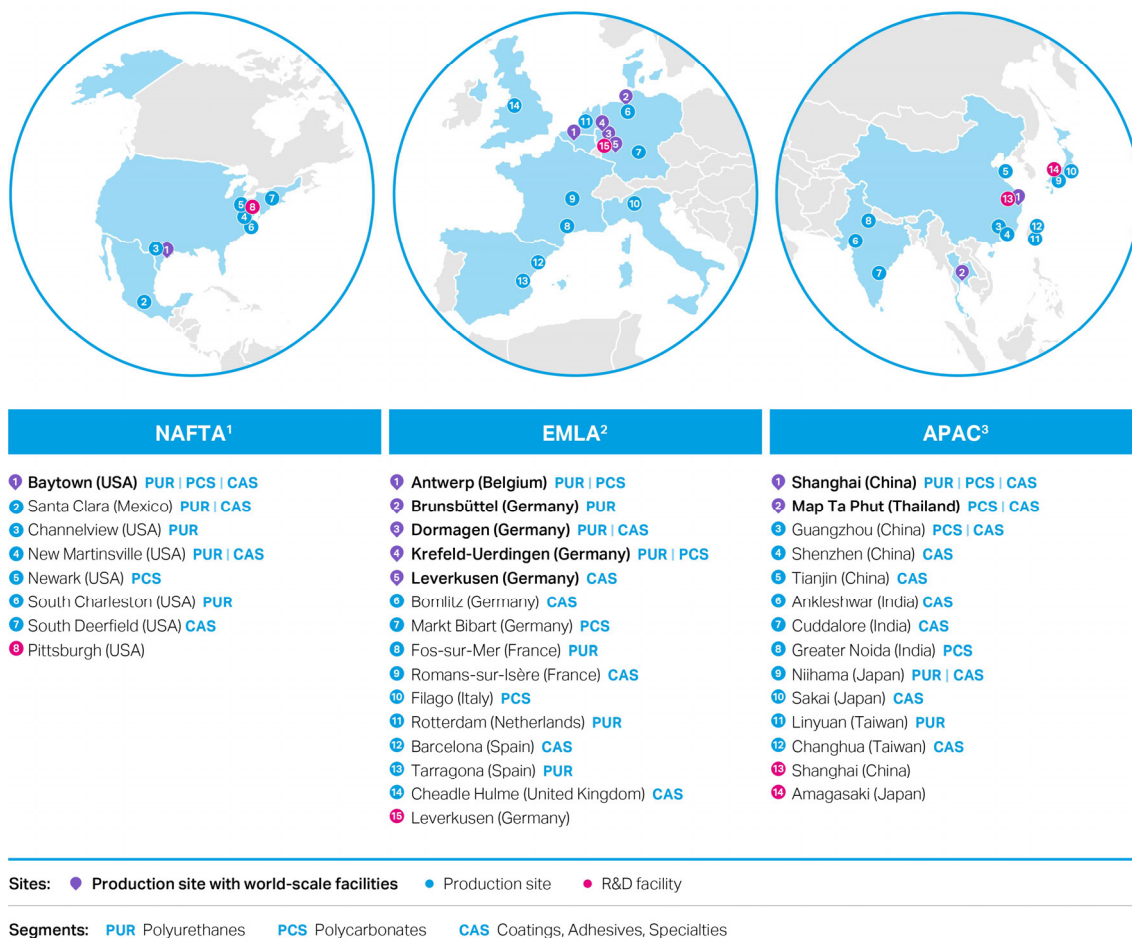 NAFTA¹
1 Baytown (USA) PUR | PCS | CAS
2 Santa Clara (Mexico) PUR | CAS
3 Channelview (USA) PUR
4 New Martinsville (USA) PUR | CAS
5 Newark (USA) PCS
6 South Charleston (USA) PUR
7 South Deerfield (USA) CAS
8 Pittsburgh (USA)
EMLA²
1 Antwerp (Belgium) PUR | PCS
2 Brunsbüttel (Germany) PUR
3 Dormagen (Germany) PUR | CAS
4 Krefeld-Uerdingen (Germany) PUR | PCS
5 Leverkusen (Germany) CAS
6 Bomlitz (Germany) CAS
7 Markt Bibart (Germany) PCS
8 Fos-sur-Mer (France) PUR
9 Romans-sur-Isère (France) CAS
10 Filago (Italy) PCS
11 Rotterdam (Netherlands) PUR
12 Barcelona (Spain) CAS
13 Tarragona (Spain) PUR
14 Cheadle Hulme (United Kingdom) CAS
15 Leverkusen (Germany)
APAC³
1 Shanghai (China) PUR | PCS | CAS
2 Map Ta Phut (Thailand) PCS | CAS
3 Guangzhou (China) PCS | CAS
4 Shenzhen (China) CAS
5 Tianjin (China) CAS
6 Ankleshwar (India) CAS
7 Cuddalore (India) CAS
8 Greater Noida (India) PCS
9 Niihama (Japan) PUR | CAS
10 Sakai (Japan) CAS
11 Linyuan (Taiwan) PUR
12 Changhua (Taiwan) CAS
13 Shanghai (China)
14 Amagasaki (Japan)
Sites: Production site with world-scale facilities Production site R&D facility
Segments: PUR Polyurethanes PCS Polycarbonates CAS Coatings, Adhesives, Specialties